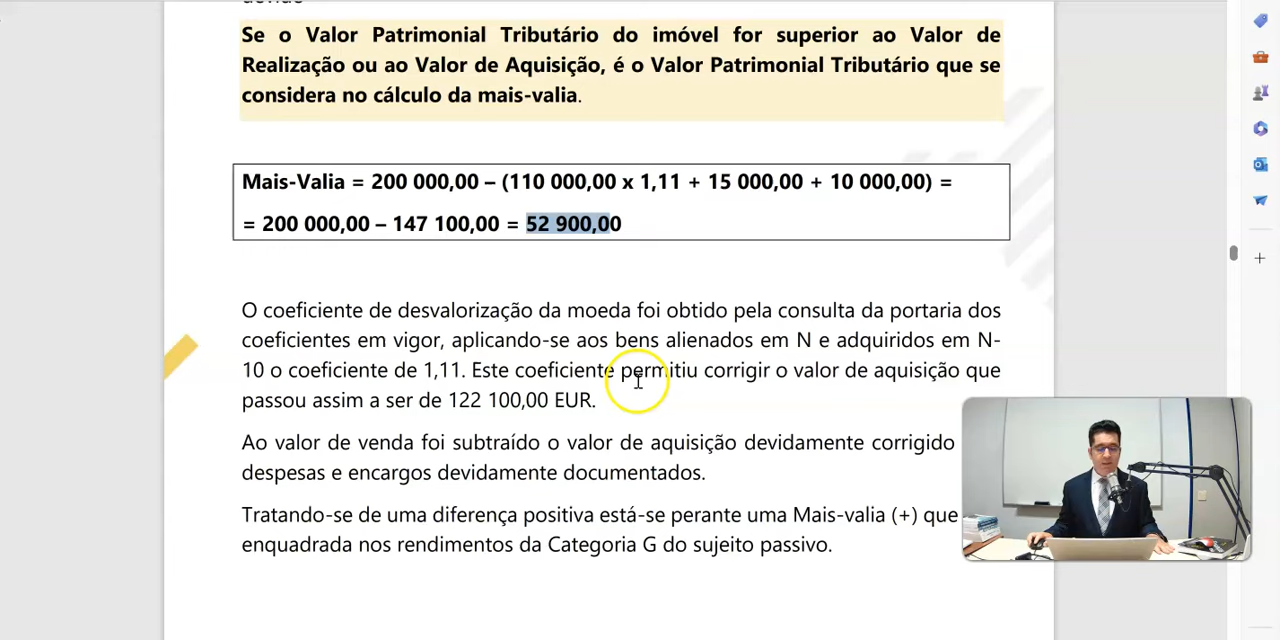 Se o Valor Patrimonial Tributário do imóvel for superior ao Valor de
Realização ou ao Valor de Aquisição, é o Valor Patrimonial Tributário que se
considera no cálculo da mais-valia.
Mais-Valia = 200 000,00 – (110 000,00 x 1,11 + 15 000,00 + 10 000,00) =
= 200 000,00 – 147 100,00 = 52 900,00
O coeficiente de desvalorização da moeda foi obtido pela consulta da portaria dos
coeficientes em vigor, aplicando-se aos bens alienados em N e adquiridos em N-
10 o coeficiente de 1,11. Este coeficiente permitiu corrigir o valor de aquisição que
passou assim a ser de 122 100,00 EUR.
Ao valor de venda foi subtraído o valor de aquisição devidamente corrigido
despesas e encargos devidamente documentados.
Tratando-se de uma diferença positiva está-se perante uma Mais-valia (+) que
enquadrada nos rendimentos da Categoria G do sujeito passivo.